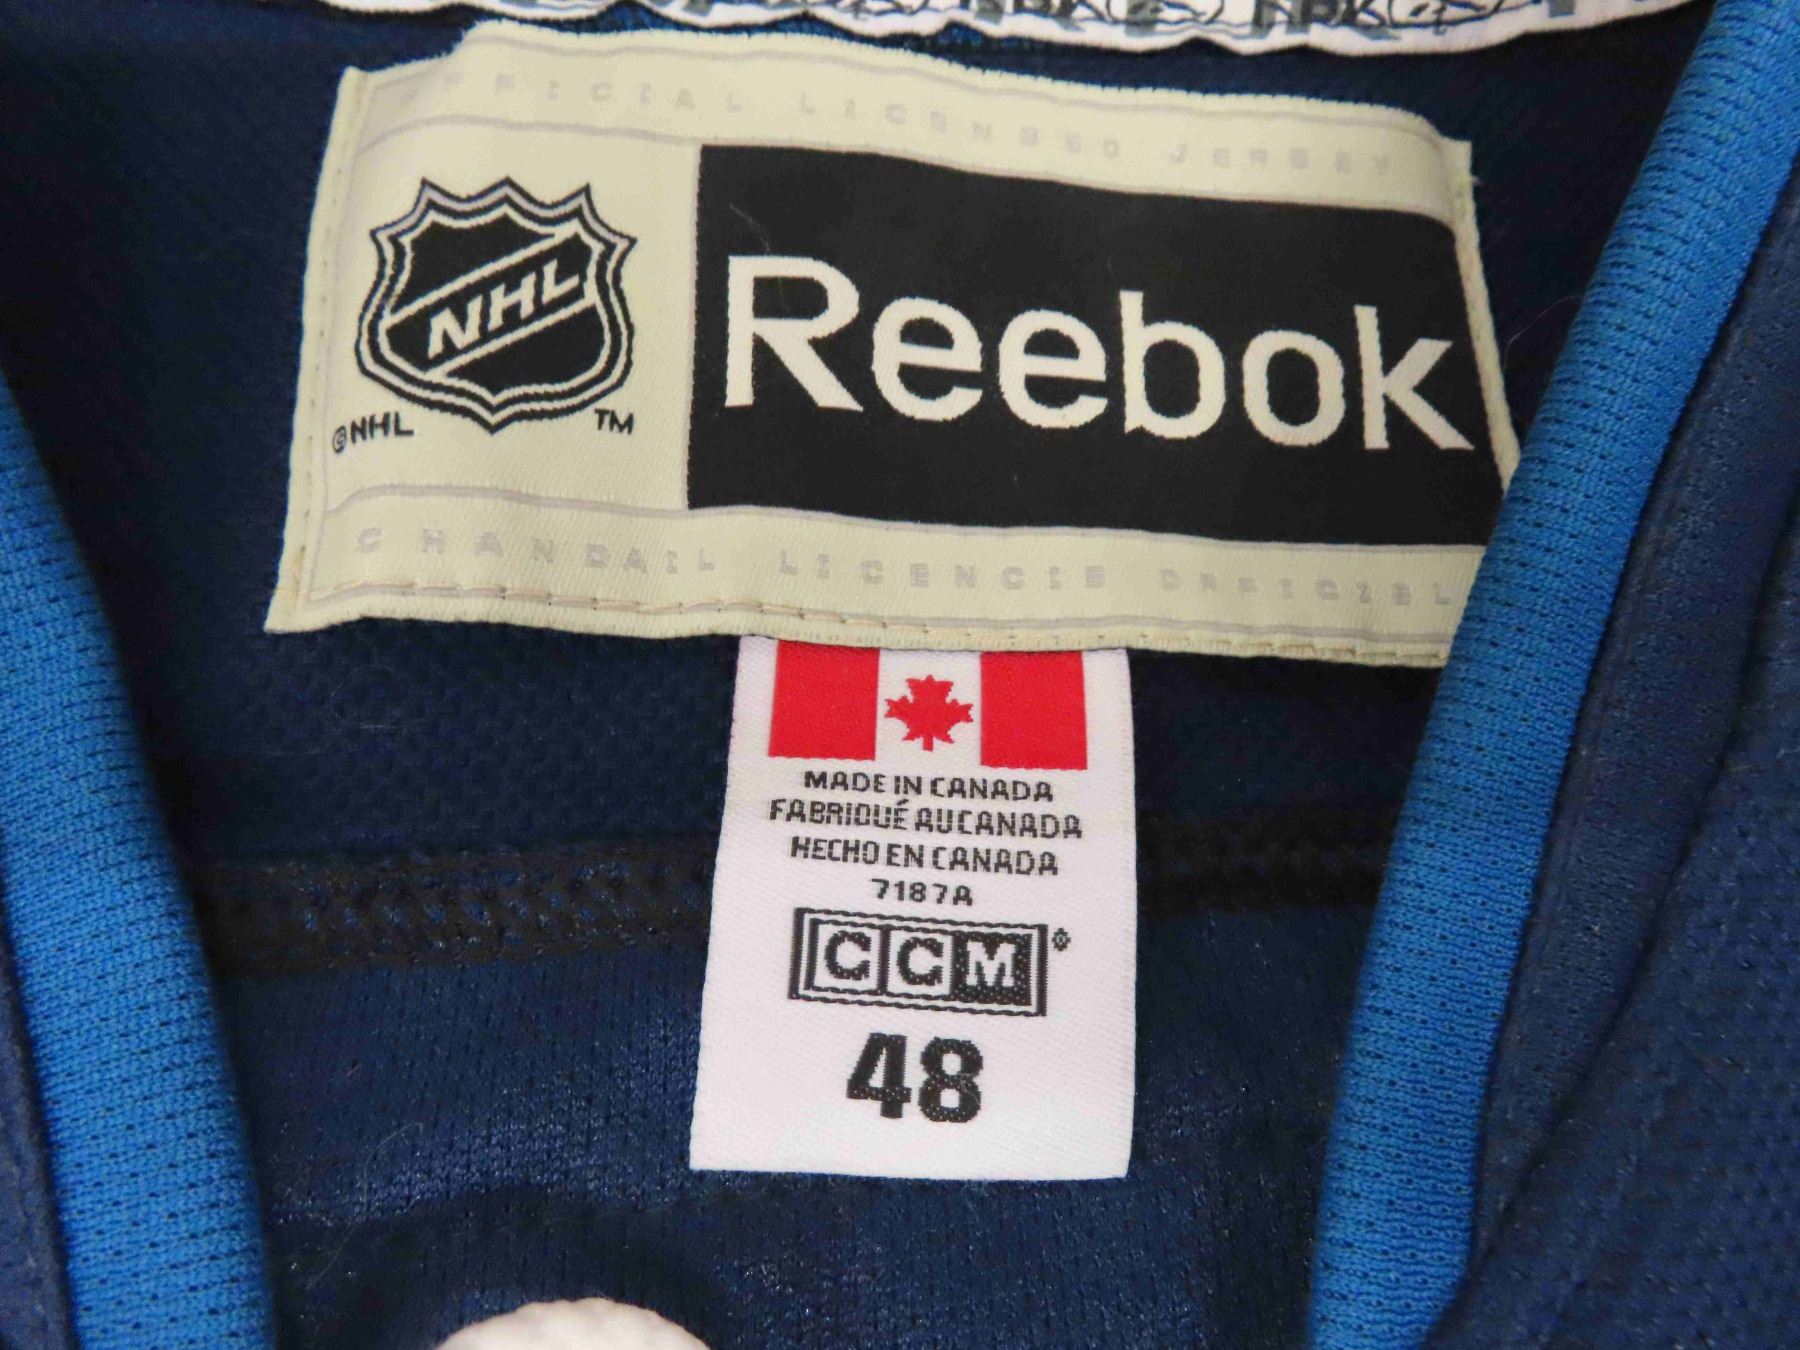 OFFICIAL LICENSED JERSEY
NHL
Reebok
©NHL
TM
CHANDAIL LICENCIE OFFICIEL
MADE IN CANADA
FABRIQUÉ AU CANADA
HECHO EN CANADA
7187A
CCM®
48